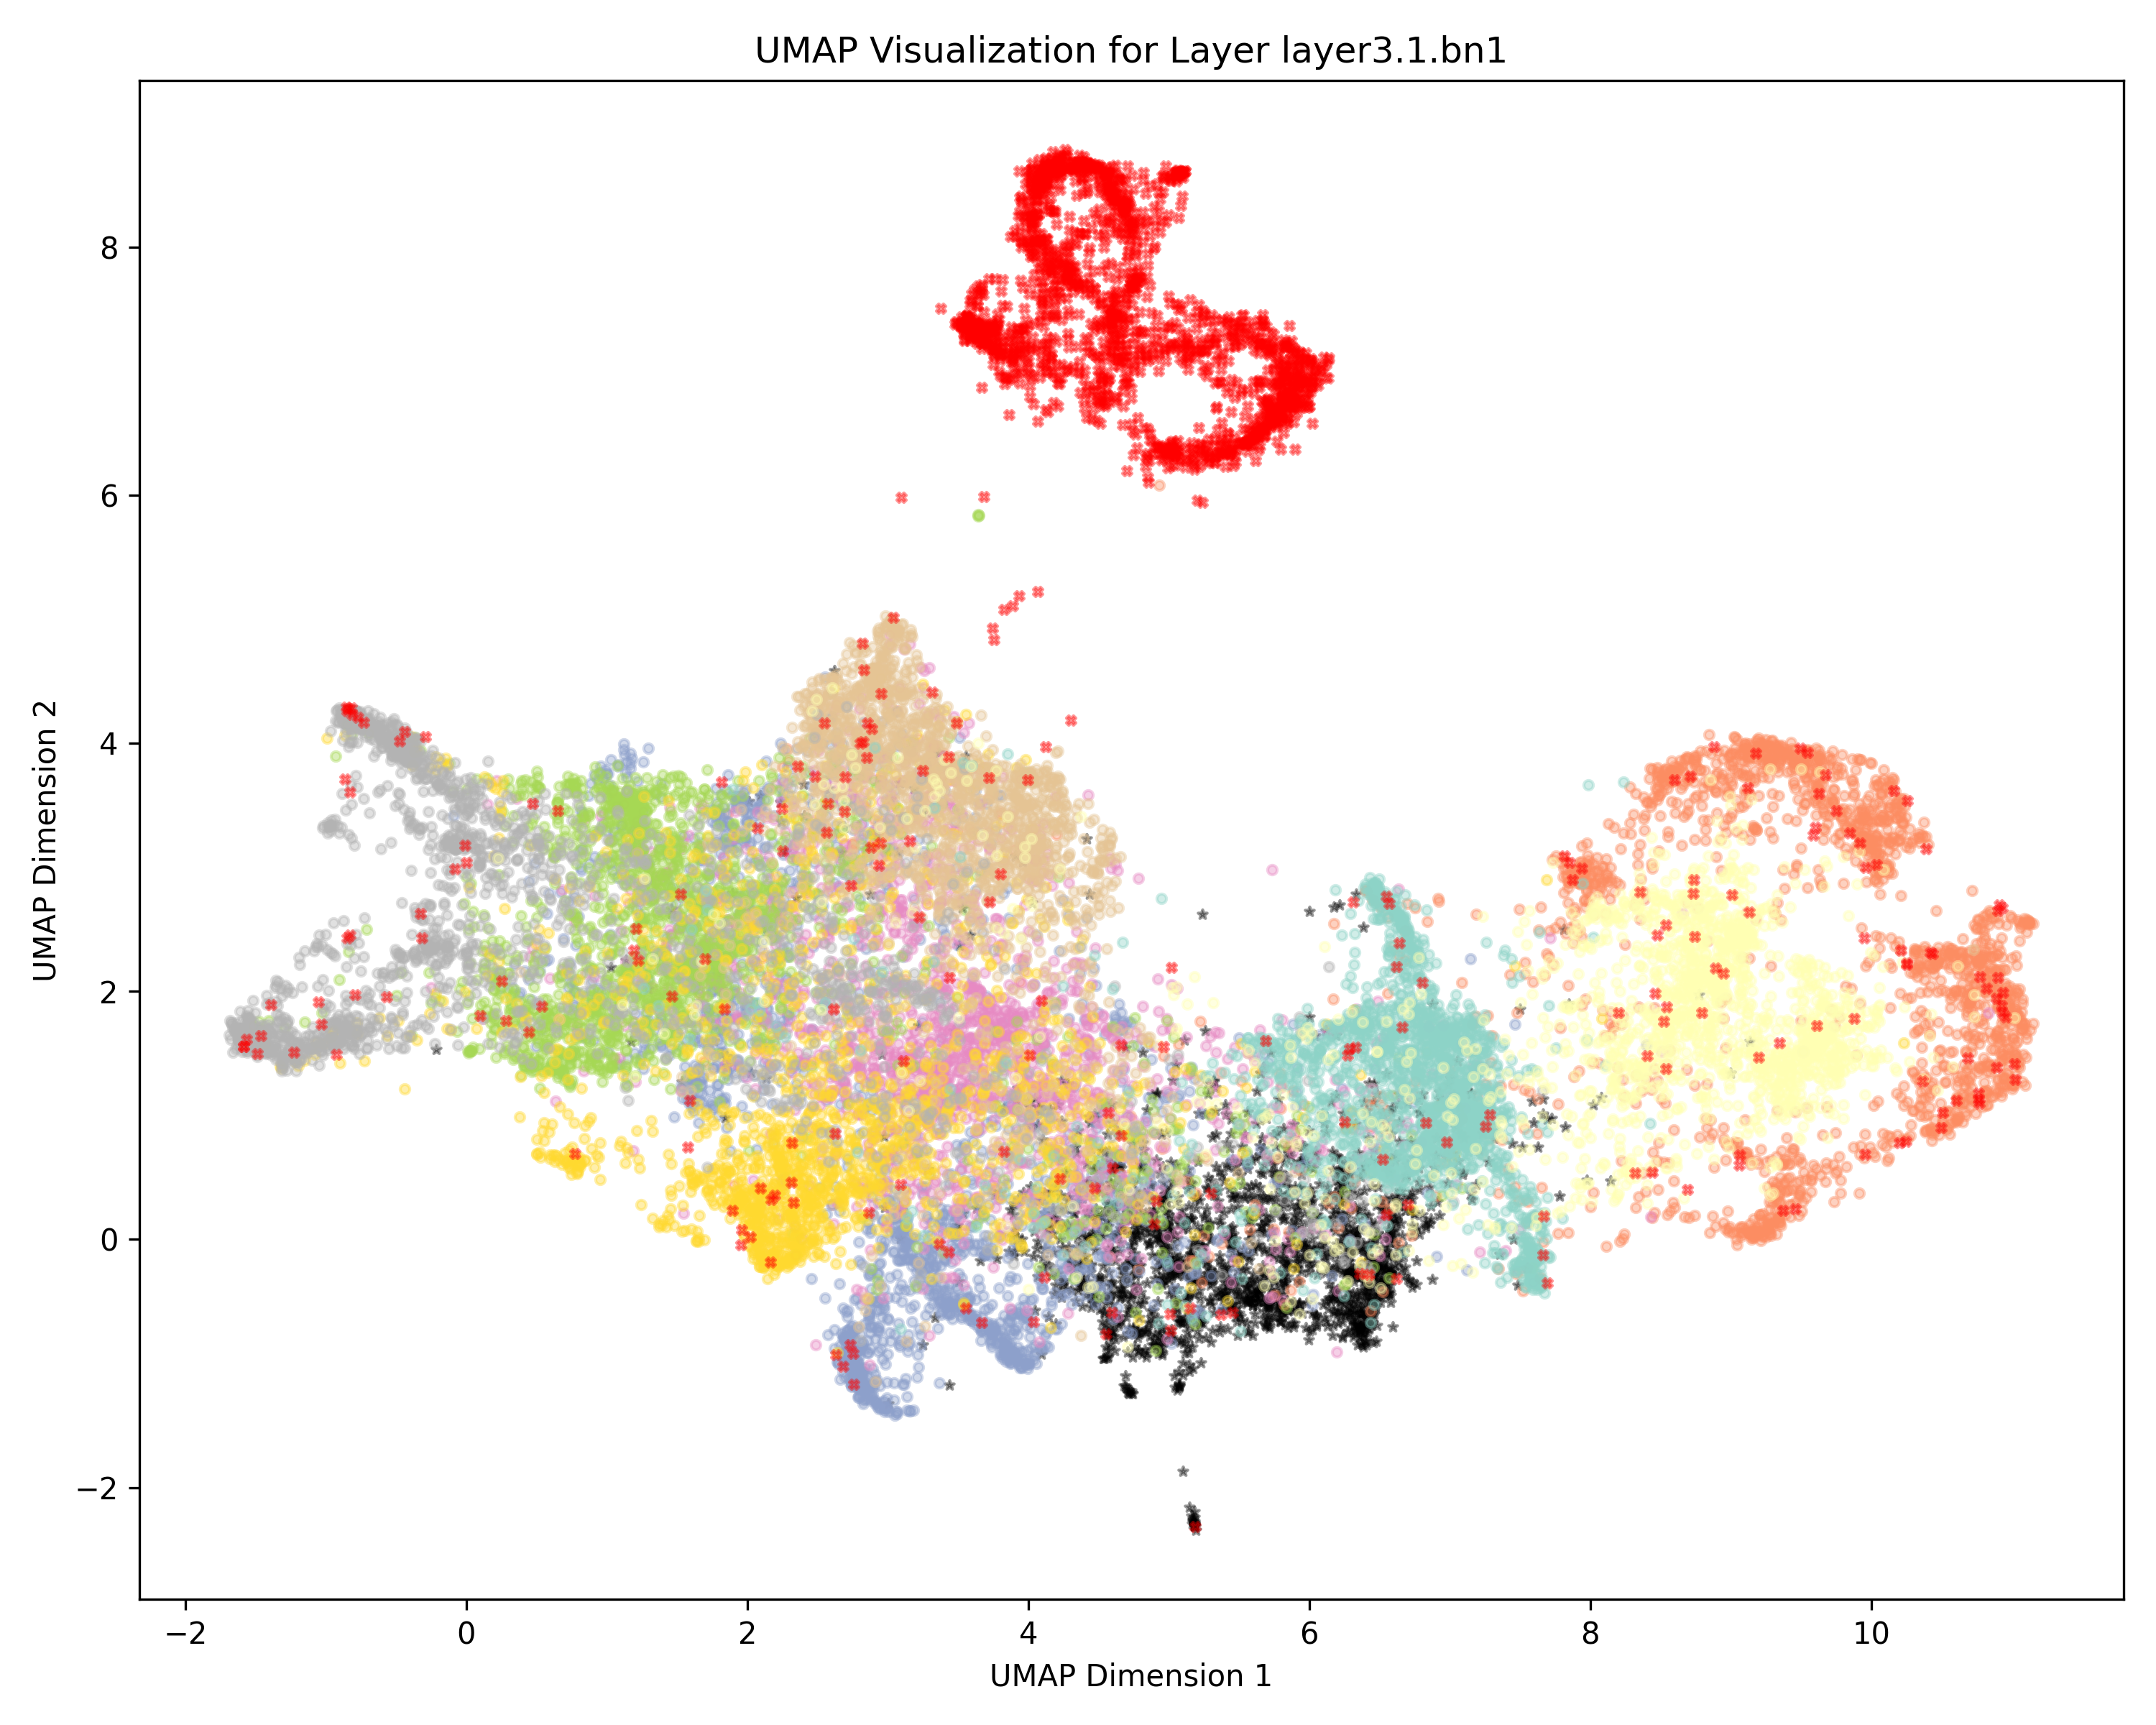 UMAP Visualization for Layer layer3.1.bn1
UMAP Dimension 2
8
6
4
2
0
−2
−2 0 2 4 6 8 10
UMAP Dimension 1